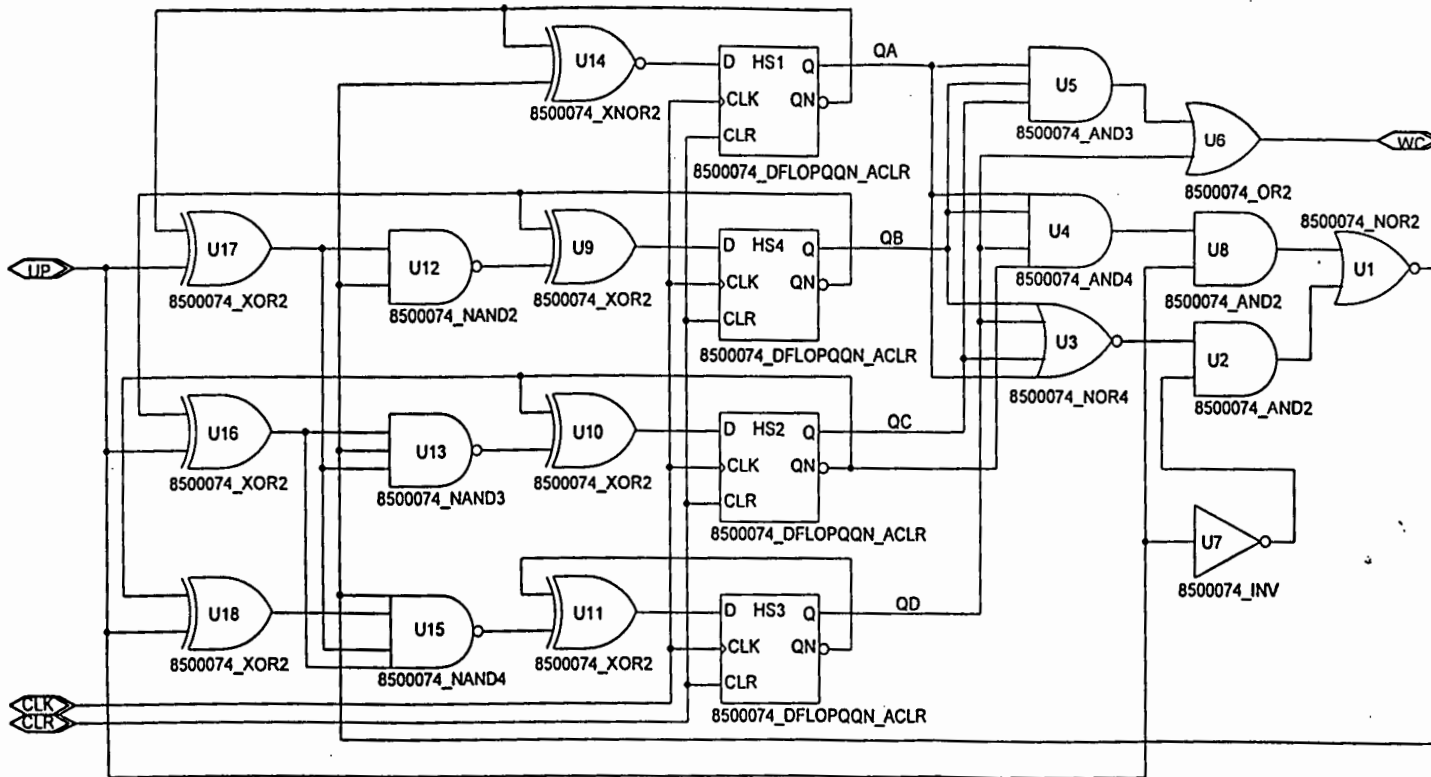 U14
8500074_XNOR2
D HS1 Q
CLK QN
CLR
8500074_DFLOPQQN_ACLR
QA
U5
8500074_AND3
U6
8500074_OR2
WC
UP
U17
8500074_XOR2
U12
8500074_NAND2
U9
8500074_XOR2
D HS4 Q
CLK QN
CLR
8500074_DFLOPQQN_ACLR
QB
U4
8500074_AND4
U8
8500074_AND2
8500074_NOR2
U1
U3
8500074_NOR4
U2
8500074_AND2
U16
8500074_XOR2
U13
8500074_NAND3
U10
8500074_XOR2
D HS2 Q
CLK QN
CLR
8500074_DFLOPQQN_ACLR
QC
U7
8500074_INV
U18
8500074_XOR2
U15
8500074_NAND4
U11
8500074_XOR2
D HS3 Q
CLK QN
CLR
8500074_DFLOPQQN_ACLR
QD
CLK
CLR